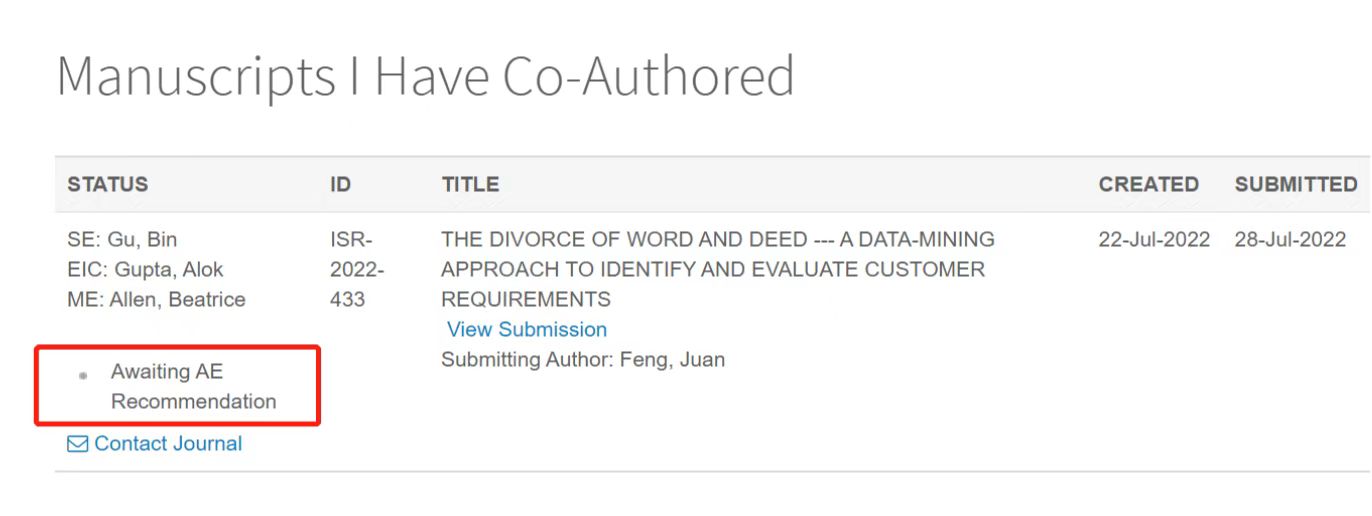 Manuscripts I Have Co-Authored
STATUS ID TITLE CREATED SUBMITTED
SE: Gu, Bin
EIC: Gupta, Alok
ME: Allen, Beatrice
Awaiting AE
Recommendation
Contact Journal
ISR-
2022-
433
THE DIVORCE OF WORD AND DEED --- A DATA-MINING
APPROACH TO IDENTIFY AND EVALUATE CUSTOMER
REQUIREMENTS
View Submission
Submitting Author: Feng, Juan
22-Jul-2022
28-Jul-2022